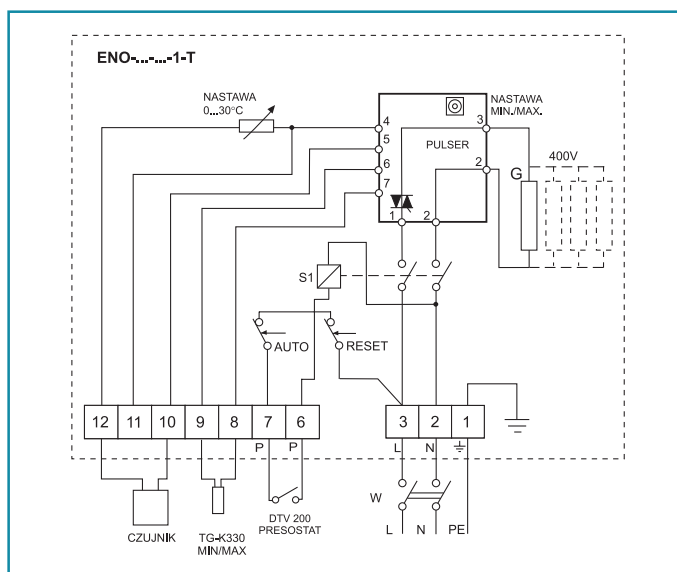 ENO-...-...-1-T
NASTAWA
0...30°C
NASTAWA
MIN./MAX.
4
5
6
7
3
PULSER
2
1
2
G
400V
S1
AUTO
RESET
12 11 10 9 8 7 6
3 2 1
P P
L N
W
CZUJNIK
TG-K330
MIN/MAX
DTV 200
PRESOSTAT
L N PE